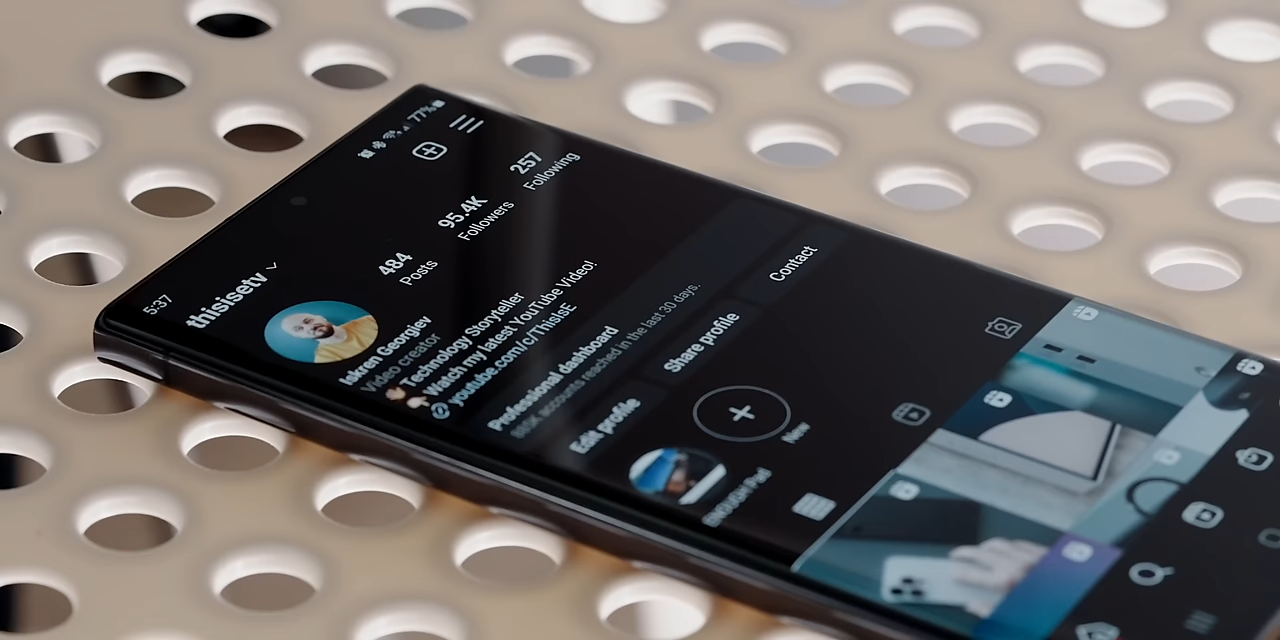 5:37
77%
thisisetv
484
Posts
95.4K
Followers
257
Following
Iskren Georgiev
Video creator
Technology Storyteller
Watch my latest YouTube Video!
youtube.com/c/ThisIsE
Professional dashboard
accounts reached in the last 30 days.
Edit profile
Share profile
Contact
New
Pad